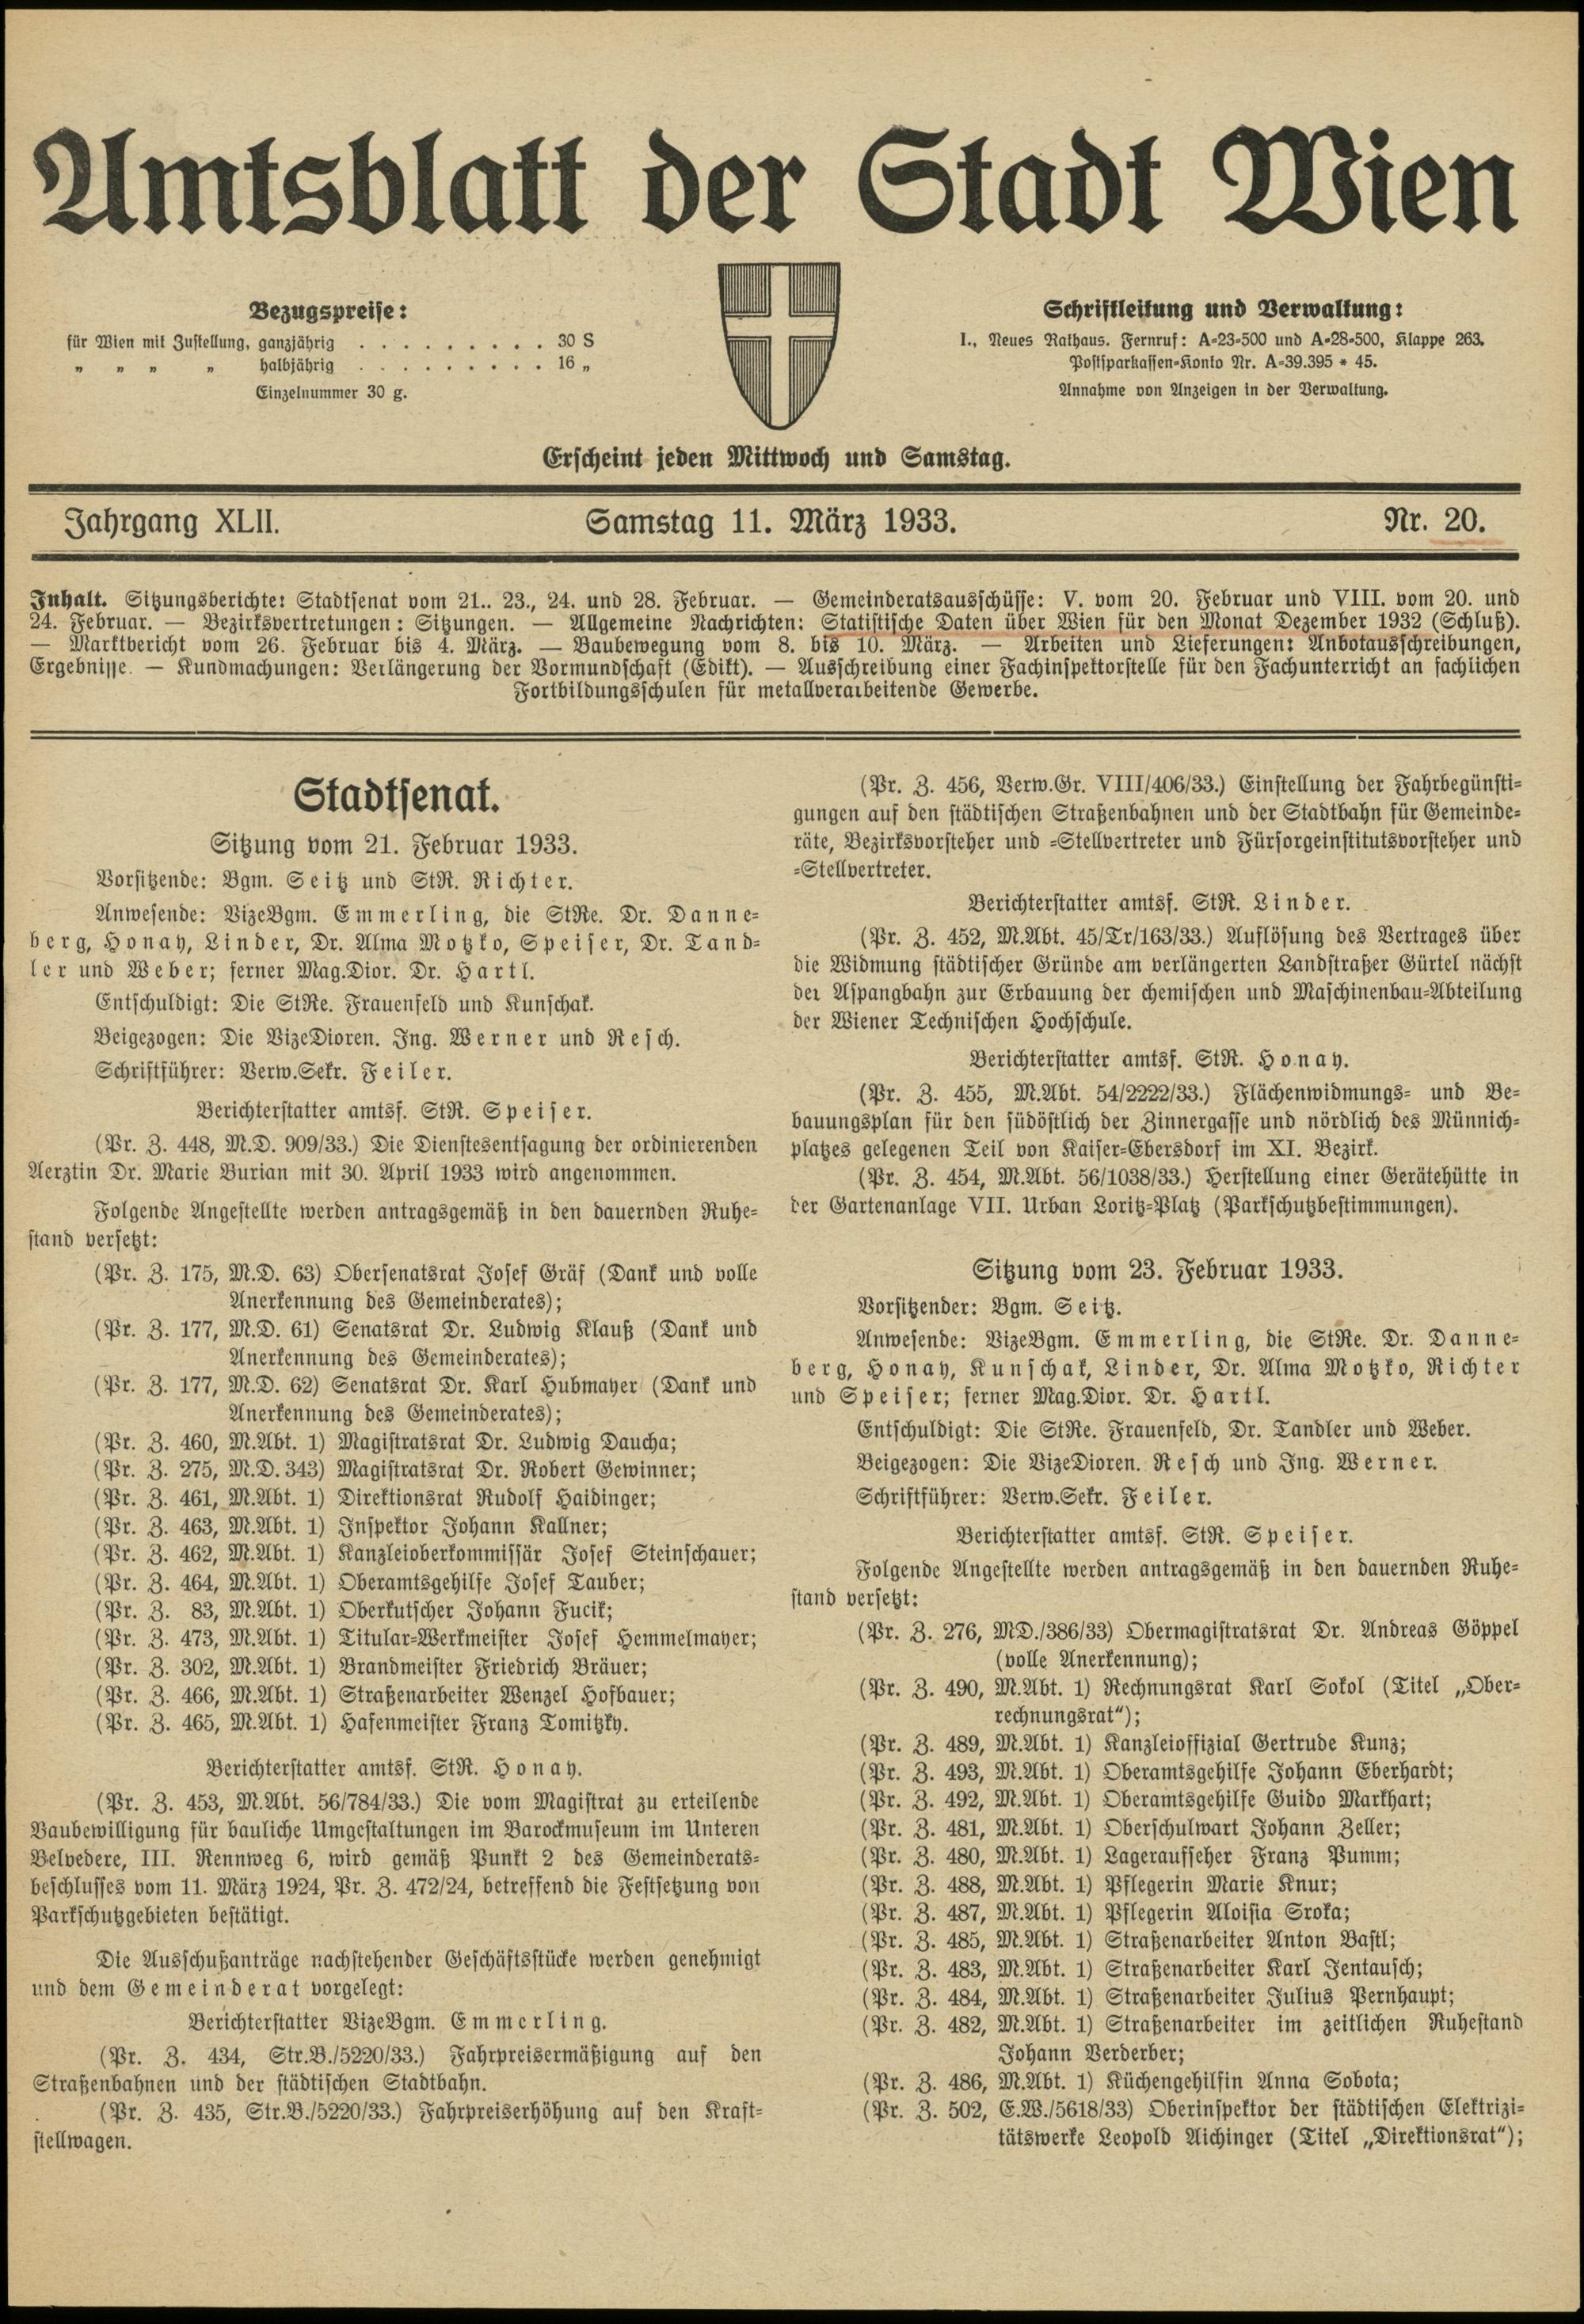 Amtsblatt der Stadt Wien
Bezugspreise:
für Wien mit Zustellung, ganzjährig . . . . . . . . . 30 S
„ „ „ „ halbjährig . . . . . . . . . 16 „
Einzelnummer 30 g.
Schriftleitung und Verwaltung:
I., Neues Rathaus. Fernruf: A-23-500 und A-28-500, Klappe 263.
Postsparkassen-Konto Nr. A-39.395 * 45.
Annahme von Anzeigen in der Verwaltung.
Erscheint jeden Mittwoch und Samstag.
Jahrgang XLII. Samstag 11. März 1933. Nr. 20.
Inhalt. Sitzungsberichte: Stadtsenat vom 21.. 23., 24. und 28. Februar. — Gemeinderatsausschüsse: V. vom 20. Februar und VIII. vom 20. und
24. Februar. — Bezirksvertretungen: Sitzungen. — Allgemeine Nachrichten: Statistische Daten über Wien für den Monat Dezember 1932 (Schluß).
— Marktbericht vom 26. Februar bis 4. März. — Baubewegung vom 8. bis 10. März. — Arbeiten und Lieferungen: Anbotausschreibungen,
Ergebnisse. — Kundmachungen: Verlängerung der Vormundschaft (Edikt). — Ausschreibung einer Fachinspektorstelle für den Fachunterricht an fachlichen
Fortbildungsschulen für metallverarbeitende Gewerbe.
Stadtsenat.
Sitzung vom 21. Februar 1933.
Vorsitzende: Bgm. Seitz und StR. Richter.
Anwesende: VizeBgm. Emmerling, die StRe. Dr. Danne-
berg, Honay, Linder, Dr. Alma Motzko, Speiser, Dr. Tand-
ler und Weber; ferner Mag.Dior. Dr. Hartl.
Entschuldigt: Die StRe. Frauenfeld und Kunschak.
Beigezogen: Die VizeDioren. Ing. Werner und Resch.
Schriftführer: Verw.Sekr. Feiler.
Berichterstatter amtsf. StR. Speiser.
(Pr. Z. 448, M.D. 909/33.) Die Dienstesentsagung der ordinierenden
Aerztin Dr. Marie Burian mit 30. April 1933 wird angenommen.
Folgende Angestellte werden antragsgemäß in den dauernden Ruhe-
stand versetzt:
(Pr. Z. 175, M.D. 63) Obersenatsrat Josef Gräf (Dank und volle
Anerkennung des Gemeinderates);
(Pr. Z. 177, M.D. 61) Senatsrat Dr. Ludwig Klauß (Dank und
Anerkennung des Gemeinderates);
(Pr. Z. 177, M.D. 62) Senatsrat Dr. Karl Hubmayer (Dank und
Anerkennung des Gemeinderates);
(Pr. Z. 460, M.Abt. 1) Magistratsrat Dr. Ludwig Daucha;
(Pr. Z. 275, M.D. 343) Magistratsrat Dr. Robert Gewinner;
(Pr. Z. 461, M.Abt. 1) Direktionsrat Rudolf Haidinger;
(Pr. Z. 463, M.Abt. 1) Inspektor Johann Kallner;
(Pr. Z. 462, M.Abt. 1) Kanzleioberkommissär Josef Steinschauer;
(Pr. Z. 464, M.Abt. 1) Oberamtsgehilfe Josef Tauber;
(Pr. Z. 83, M.Abt. 1) Oberkutscher Johann Fucik;
(Pr. Z. 473, M.Abt. 1) Titular-Werkmeister Josef Hemmelmayer;
(Pr. Z. 302, M.Abt. 1) Brandmeister Friedrich Bräuer;
(Pr. Z. 466, M.Abt. 1) Straßenarbeiter Wenzel Hofbauer;
(Pr. Z. 465, M.Abt. 1) Hafenmeister Franz Tomitzky.
Berichterstatter amtsf. StR. Honay.
(Pr. Z. 453, M.Abt. 56/784/33.) Die vom Magistrat zu erteilende
Baubewilligung für bauliche Umgestaltungen im Barockmuseum im Unteren
Belvedere, III. Rennweg 6, wird gemäß Punkt 2 des Gemeinderats-
beschlusses vom 11. März 1924, Pr. Z. 472/24, betreffend die Festsetzung von
Parkschutzgebieten bestätigt.
Die Ausschußanträge nachstehender Geschäftsstücke werden genehmigt
und dem Gemeinderat vorgelegt:
Berichterstatter VizeBgm. Emmerling.
(Pr. Z. 434, Str.B./5220/33.) Fahrpreisermäßigung auf den
Straßenbahnen und der städtischen Stadtbahn.
(Pr. Z. 435, Str.B./5220/33.) Fahrpreiserhöhung auf den Kraft-
stellwagen.
(Pr. Z. 456, Verw.Gr. VIII/406/33.) Einstellung der Fahrbegünsti-
gungen auf den städtischen Straßenbahnen und der Stadtbahn für Gemeinde-
räte, Bezirksvorsteher und -Stellvertreter und Fürsorgeinstitutsvorsteher und
-Stellvertreter.
Berichterstatter amtsf. StR. Linder.
(Pr. Z. 452, M.Abt. 45/Tr/163/33.) Auflösung des Vertrages über
die Widmung städtischer Gründe am verlängerten Landstraßer Gürtel nächst
der Aspangbahn zur Erbauung der chemischen und Maschinenbau-Abteilung
der Wiener Technischen Hochschule.
Berichterstatter amtsf. StR. Honay.
(Pr. Z. 455, M.Abt. 54/2222/33.) Flächenwidmungs- und Be-
bauungsplan für den südöstlich der Zinnergasse und nördlich des Münnich-
platzes gelegenen Teil von Kaiser-Ebersdorf im XI. Bezirk.
(Pr. Z. 454, M.Abt. 56/1038/33.) Herstellung einer Gerätehütte in
der Gartenanlage VII. Urban Loritz-Platz (Parkschutzbestimmungen).
Sitzung vom 23. Februar 1933.
Vorsitzender: Bgm. Seitz.
Anwesende: VizeBgm. Emmerling, die StRe. Dr. Danne-
berg, Honay, Kunschak, Linder, Dr. Alma Motzko, Richter
und Speiser; ferner Mag.Dior. Dr. Hartl.
Entschuldigt: Die StRe. Frauenfeld, Dr. Tandler und Weber.
Beigezogen: Die VizeDioren. Resch und Ing. Werner.
Schriftführer: Verw.Sekr. Feiler.
Berichterstatter amtsf. StR. Speiser.
Folgende Angestellte werden antragsgemäß in den dauernden Ruhe-
stand versetzt:
(Pr. Z. 276, MD./386/33) Obermagistratsrat Dr. Andreas Göppel
(volle Anerkennung);
(Pr. Z. 490, M.Abt. 1) Rechnungsrat Karl Sokol (Titel „Ober-
rechnungsrat“);
(Pr. Z. 489, M.Abt. 1) Kanzleioffizial Gertrude Kunz;
(Pr. Z. 493, M.Abt. 1) Oberamtsgehilfe Johann Eberhardt;
(Pr. Z. 492, M.Abt. 1) Oberamtsgehilfe Guido Markhart;
(Pr. Z. 481, M.Abt. 1) Oberschulwart Johann Zeller;
(Pr. Z. 480, M.Abt. 1) Lageraufseher Franz Pumm;
(Pr. Z. 488, M.Abt. 1) Pflegerin Marie Knur;
(Pr. Z. 487, M.Abt. 1) Pflegerin Aloisia Sroka;
(Pr. Z. 485, M.Abt. 1) Straßenarbeiter Anton Bastl;
(Pr. Z. 483, M.Abt. 1) Straßenarbeiter Karl Jentausch;
(Pr. Z. 484, M.Abt. 1) Straßenarbeiter Julius Pernhaupt;
(Pr. Z. 482, M.Abt. 1) Straßenarbeiter im zeitlichen Ruhestand
Johann Verderber;
(Pr. Z. 486, M.Abt. 1) Küchengehilfin Anna Sobota;
(Pr. Z. 502, E.W./5618/33) Oberinspektor der städtischen Elektrizi-
tätswerke Leopold Aichinger (Titel „Direktionsrat“);